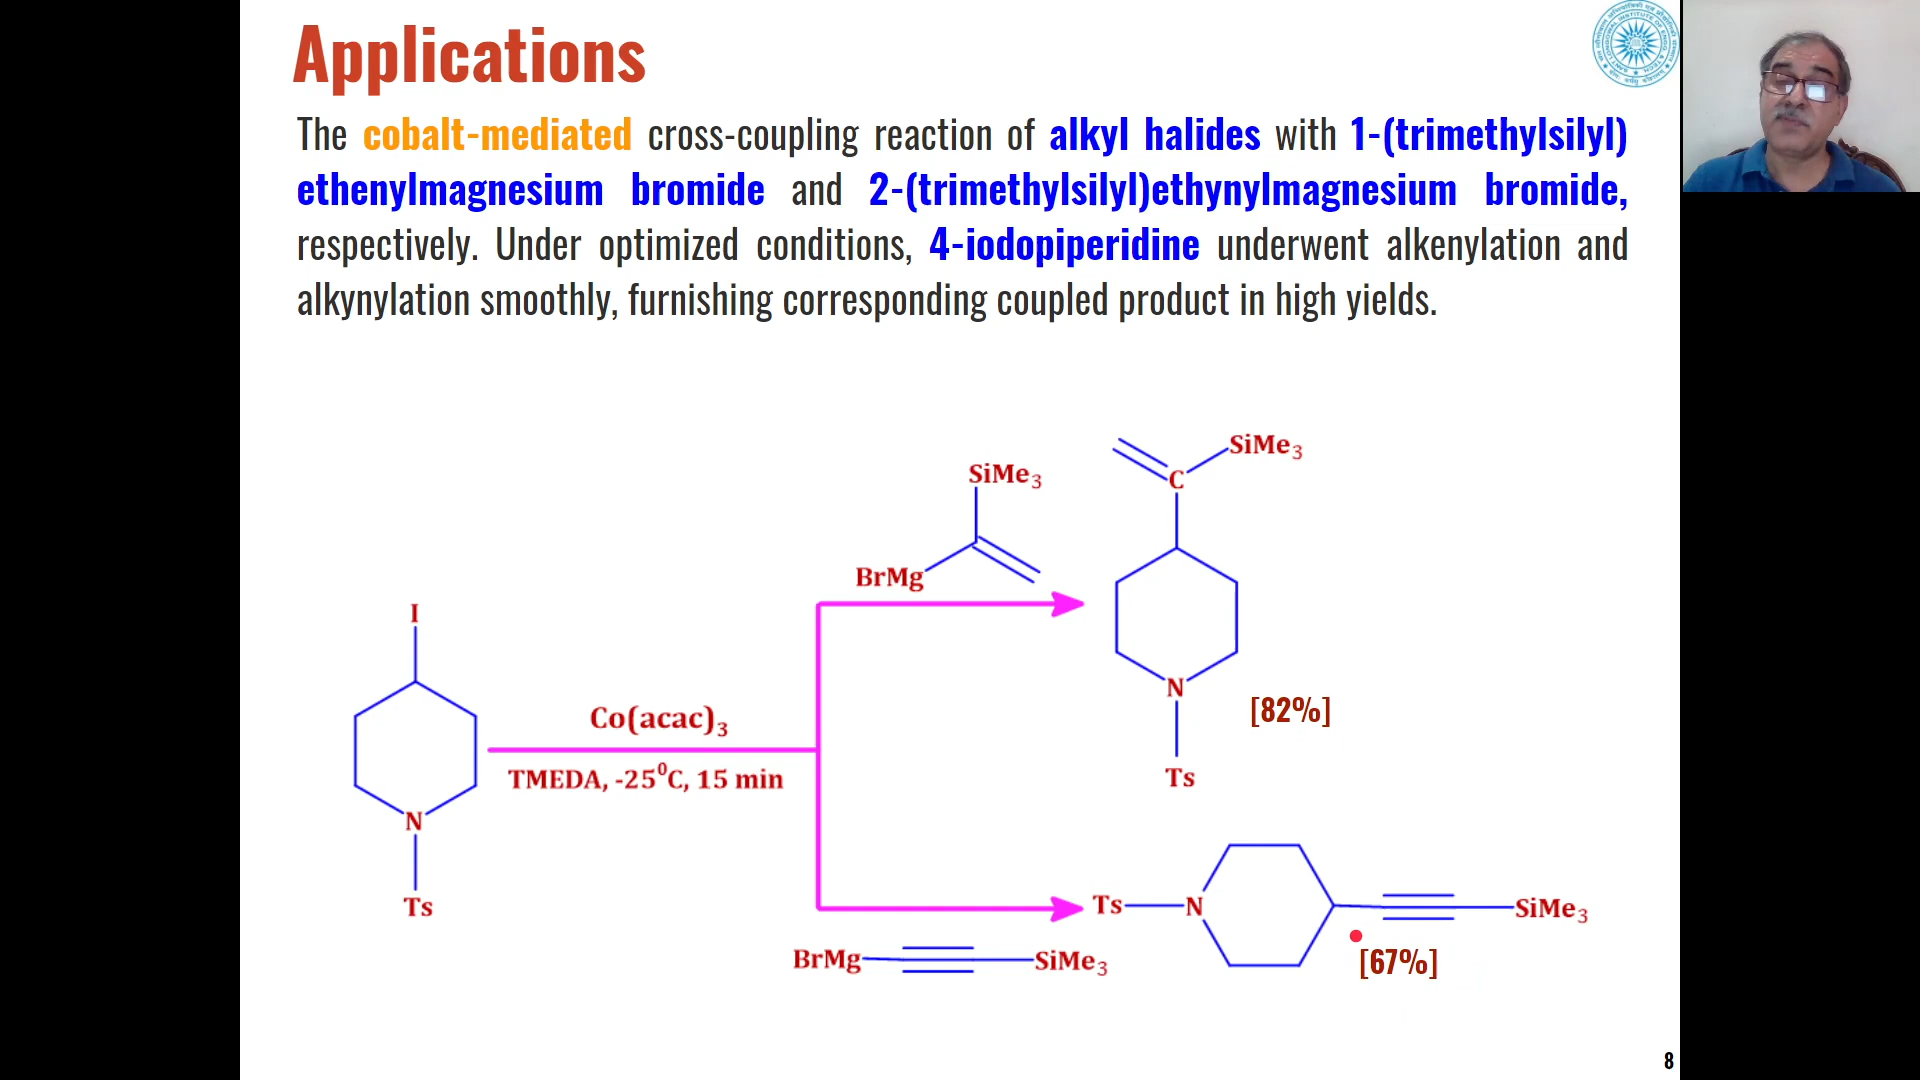 Applications
The cobalt-mediated cross-coupling reaction of alkyl halides with 1-(trimethylsilyl)
ethenylmagnesium bromide and 2-(trimethylsilyl)ethynylmagnesium bromide,
respectively. Under optimized conditions, 4-iodopiperidine underwent alkenylation and
alkynylation smoothly, furnishing corresponding coupled product in high yields.
SiMe3
C
SiMe3
BrMg
I
N
[82%]
Co(acac)3
TMEDA, -25⁰C, 15 min
Ts
N
Ts
Ts
N
SiMe3
BrMg
SiMe3
[67%]
8